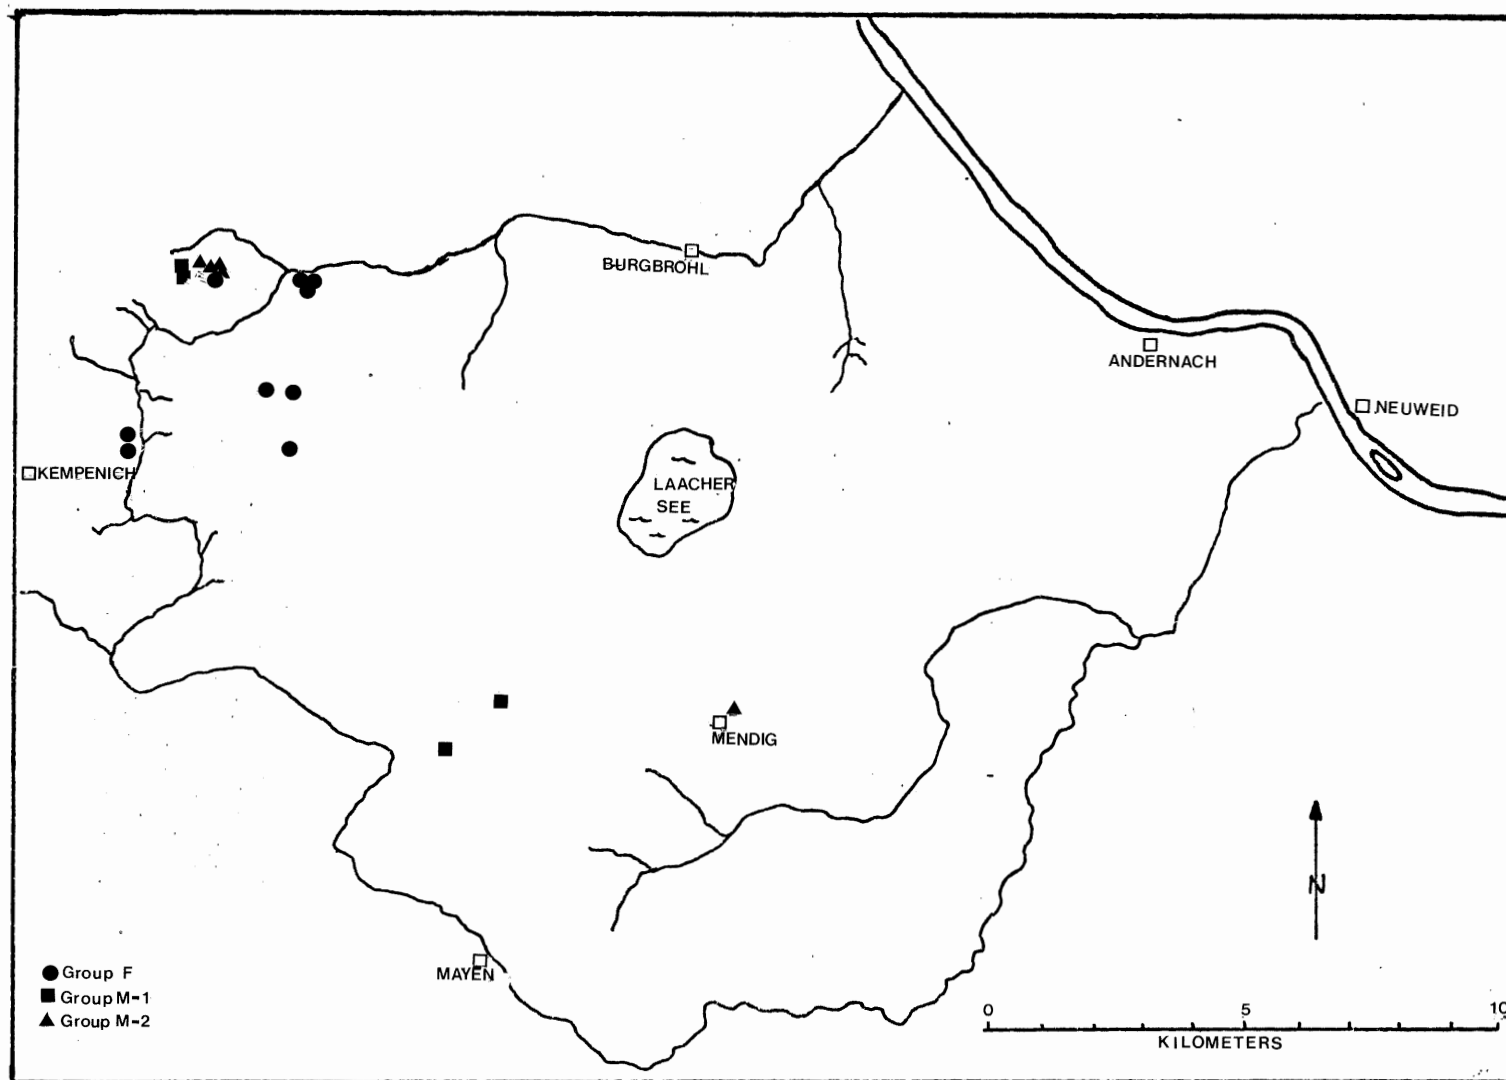 BURGBROHL
ANDERNACH
NEUWEID
KEMPENICH
LAACHER
SEE
MENDIG
N
MAYEN
Group F
Group M-1
Group M-2
0 5 10
KILOMETERS